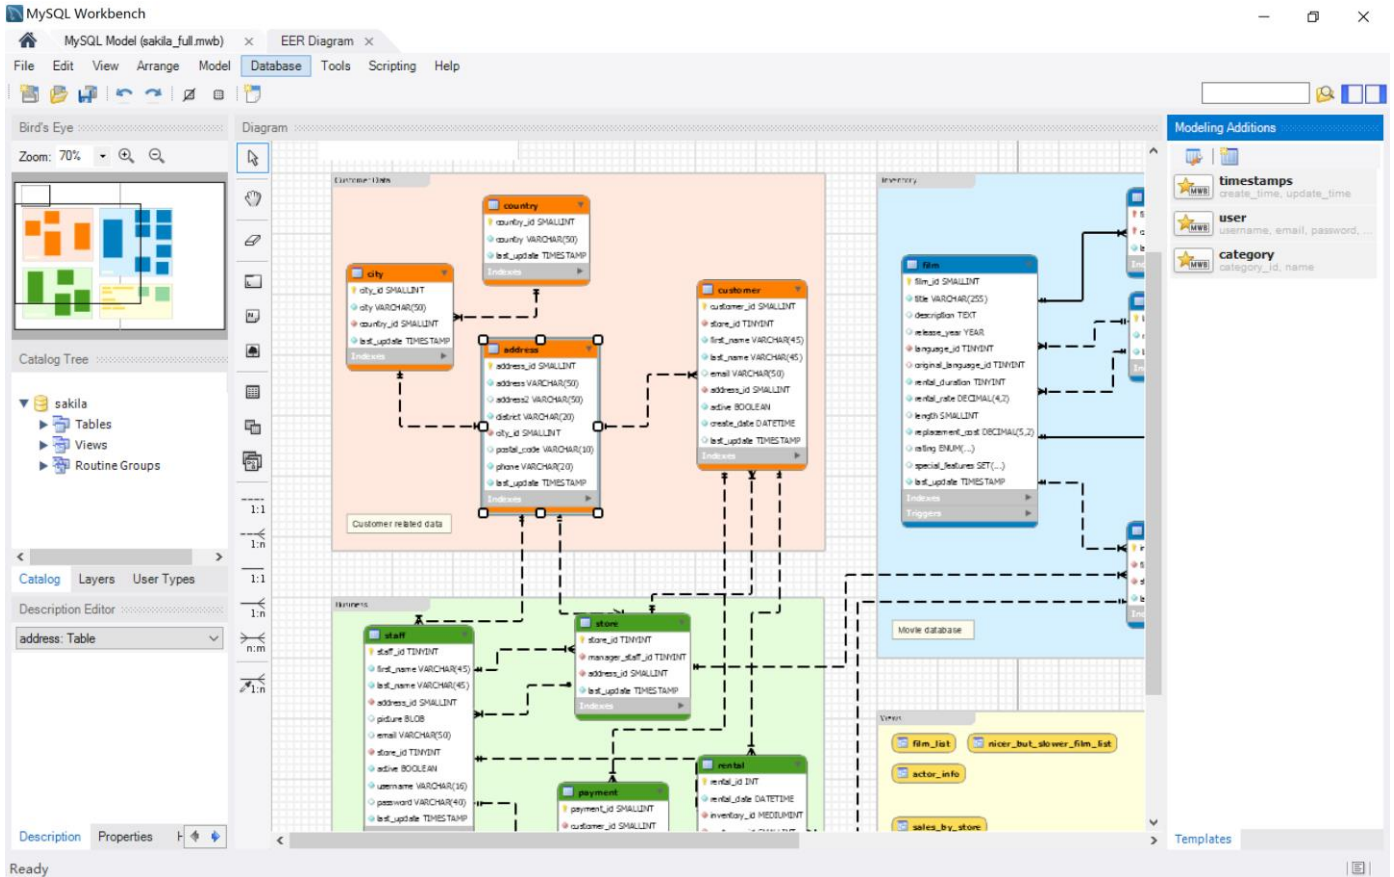 MySQL Workbench
MySQL Model (sakila_full.mwb) ×
EER Diagram ×
File Edit View Arrange Model Database Tools Scripting Help
Bird's Eye
Zoom: 70%
Catalog Tree
sakila
Tables
Views
Routine Groups
Catalog Layers User Types
Description Editor
address: Table
Description Properties H
Ready
Diagram
1:1
1:n
1:1
1:n
n:m
1:n
Customer Data
country
country_id SMALLINT
country VARCHAR(50)
last_update TIMESTAMP
Indexes
city
city_id SMALLINT
city VARCHAR(50)
country_id SMALLINT
last_update TIMESTAMP
Indexes
address
address_id SMALLINT
address VARCHAR(50)
address2 VARCHAR(50)
district VARCHAR(20)
city_id SMALLINT
postal_code VARCHAR(10)
phone VARCHAR(20)
last_update TIMESTAMP
Indexes
customer
customer_id SMALLINT
store_id TINYINT
first_name VARCHAR(45)
last_name VARCHAR(45)
email VARCHAR(50)
address_id SMALLINT
active BOOLEAN
create_date DATETIME
last_update TIMESTAMP
Indexes
Customer related data
Business
staff
staff_id TINYINT
first_name VARCHAR(45)
last_name VARCHAR(45)
address_id SMALLINT
picture BLOB
email VARCHAR(50)
store_id TINYINT
active BOOLEAN
username VARCHAR(16)
password VARCHAR(40)
last_update TIMESTAMP
store
store_id TINYINT
manager_staff_id TINYINT
address_id SMALLINT
last_update TIMESTAMP
Indexes
payment
payment_id SMALLINT
customer_id SMALLINT
rental
rental_id INT
rental_date DATETIME
inventory_id MEDIUMINT
Inventory
film
film_id SMALLINT
title VARCHAR(255)
description TEXT
release_year YEAR
language_id TINYINT
original_language_id TINYINT
rental_duration TINYINT
rental_rate DECIMAL(4,2)
length SMALLINT
replacement_cost DECIMAL(5,2)
rating ENUM(...)
special_features SET(...)
last_update TIMESTAMP
Indexes
Triggers
Movie database
Views
film_list
nicer_but_slower_film_list
actor_info
sales_by_store
Modeling Additions
timestamps
create_time, update_time
user
username, email, password, ...
category
category_id, name
Templates